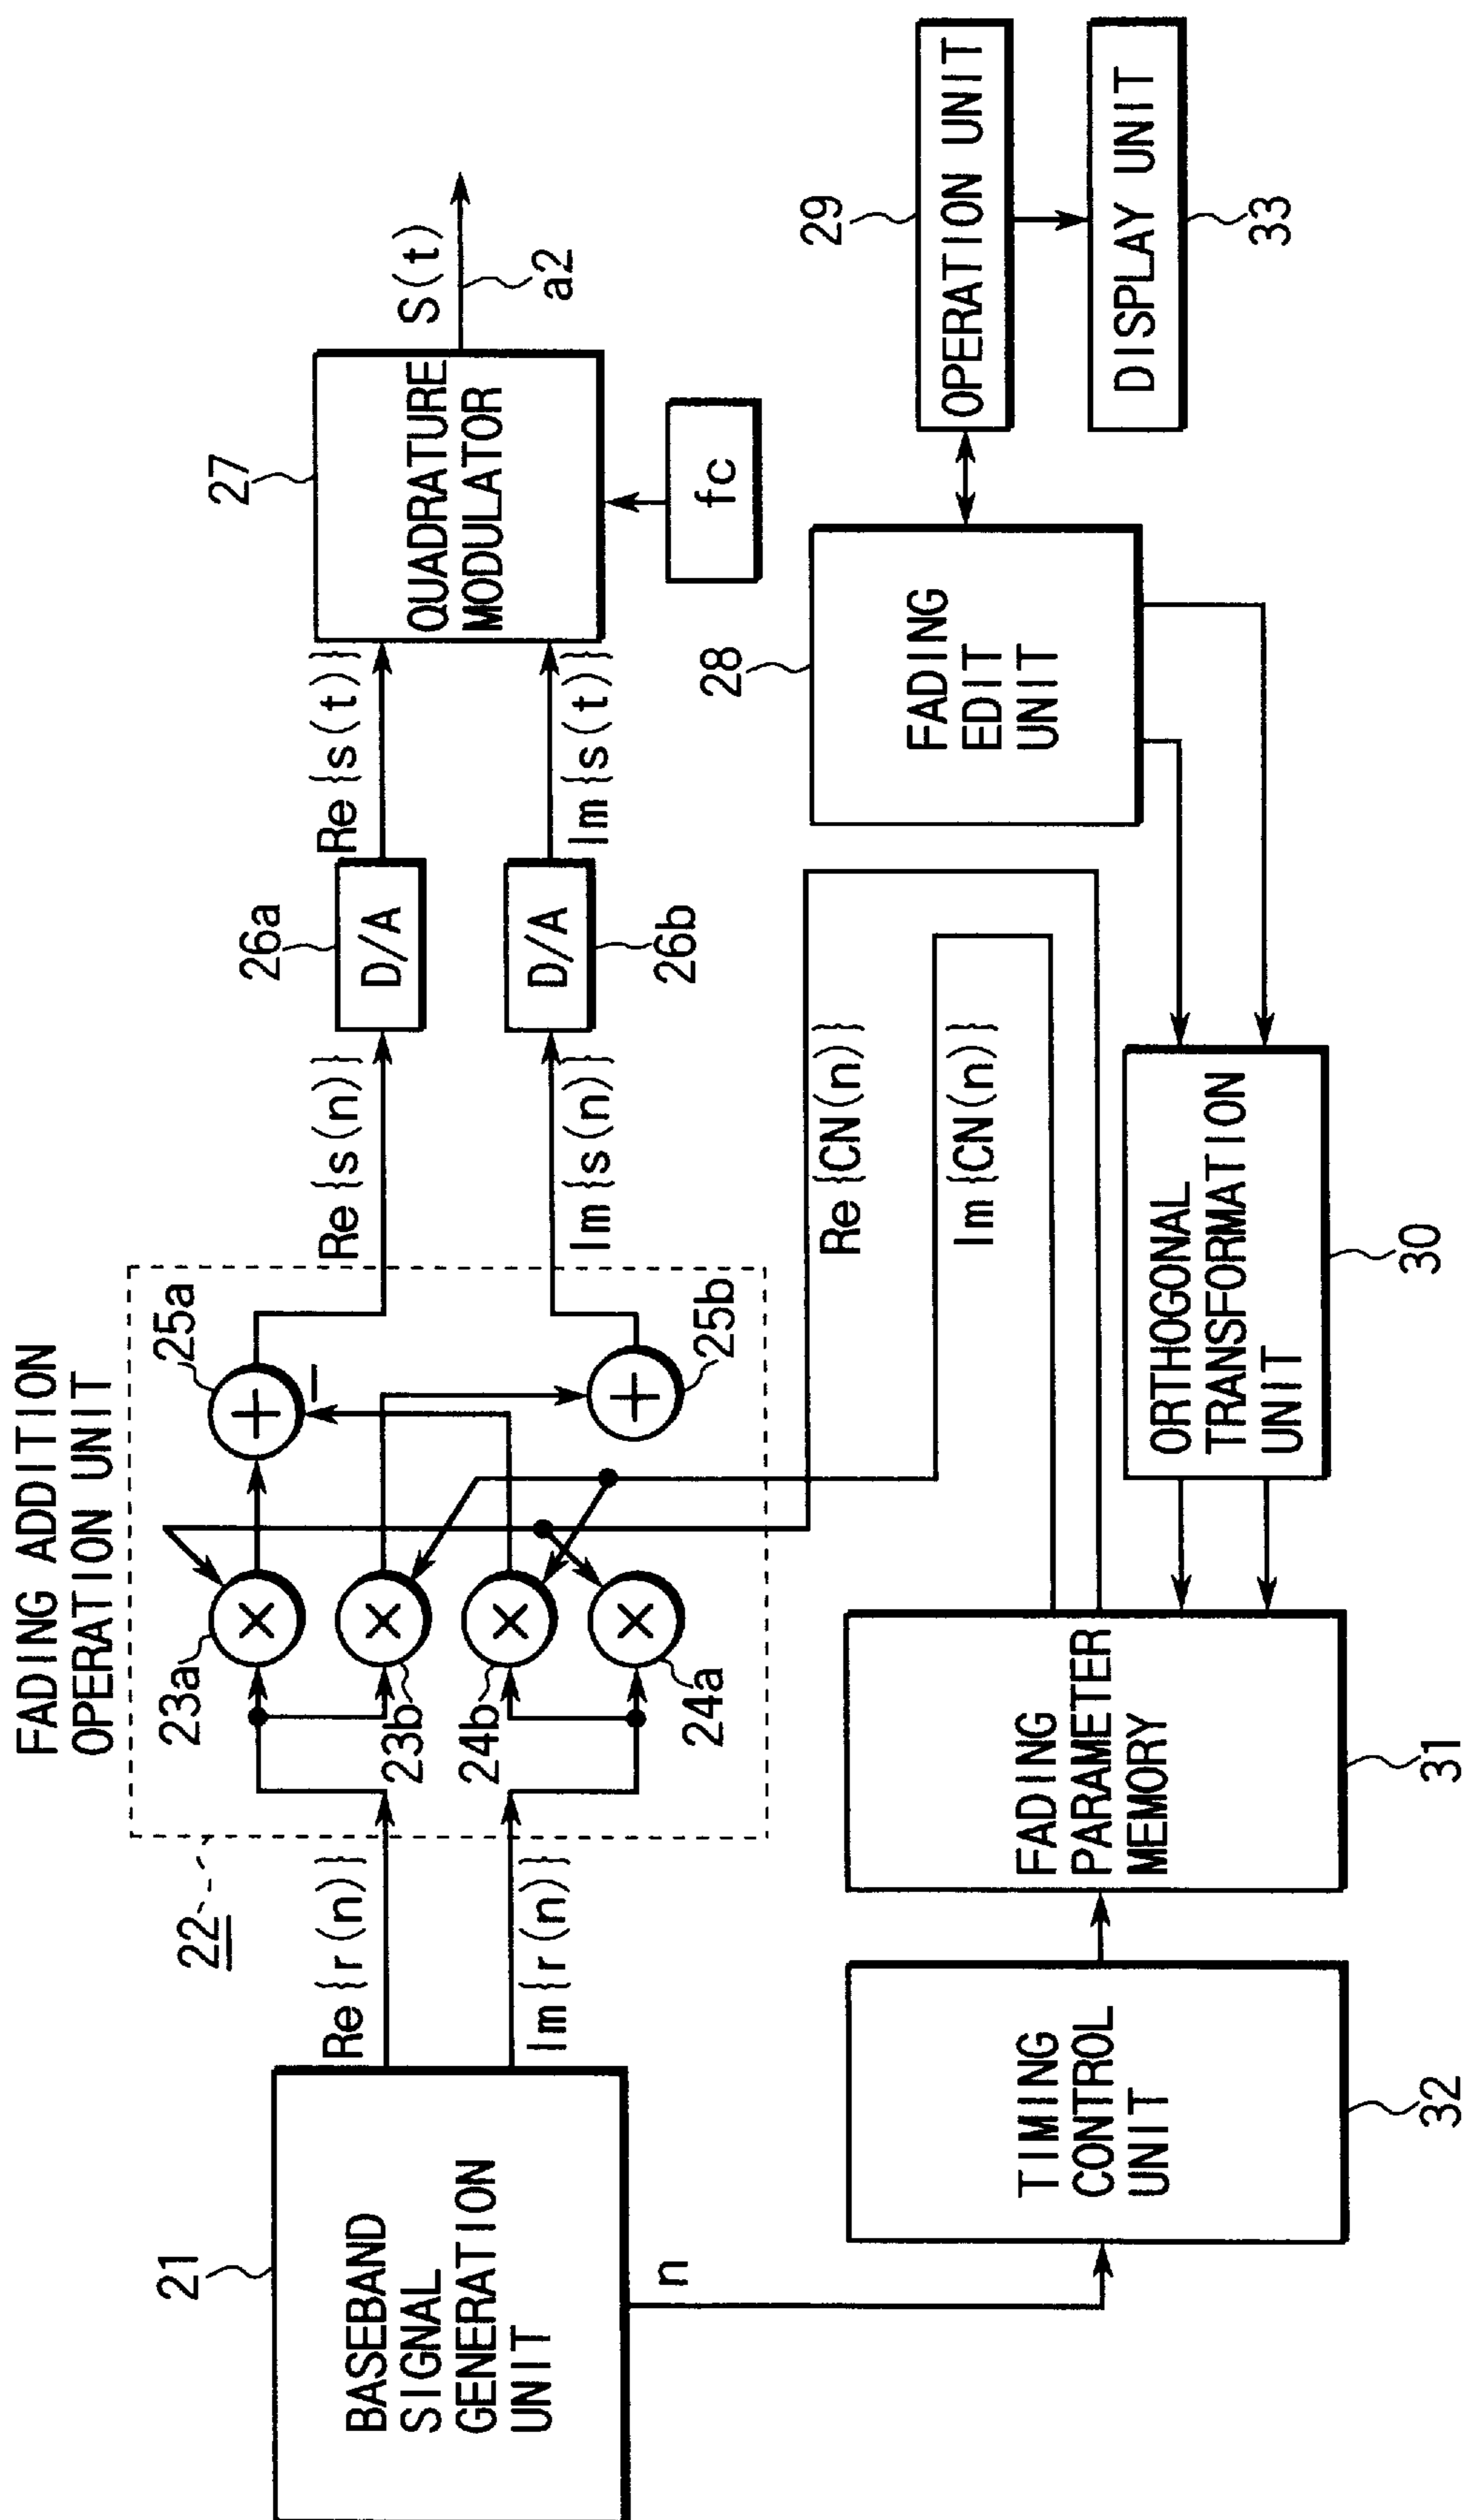 FADING ADDITION
OPERATION UNIT
22
21
BASEBAND
SIGNAL
GENERATION
UNIT
Re{r(n)}
Im{r(n)}
n
23a
×
23b
×
24b
×
24a
×
25a
+
−
25b
+
Re{s(n)}
Im{s(n)}
26a
D/A
26b
D/A
Re{s(t)}
Im{s(t)}
27
QUADRATURE
MODULATOR
S(t)
a2
fc
Re{CN(n)}
Im{CN(n)}
28
FADING
EDIT
UNIT
29
OPERATION UNIT
DISPLAY UNIT
33
TIMING
CONTROL
UNIT
32
FADING
PARAMETER
MEMORY
31
ORTHOGONAL
TRANSFORMATION
UNIT
30